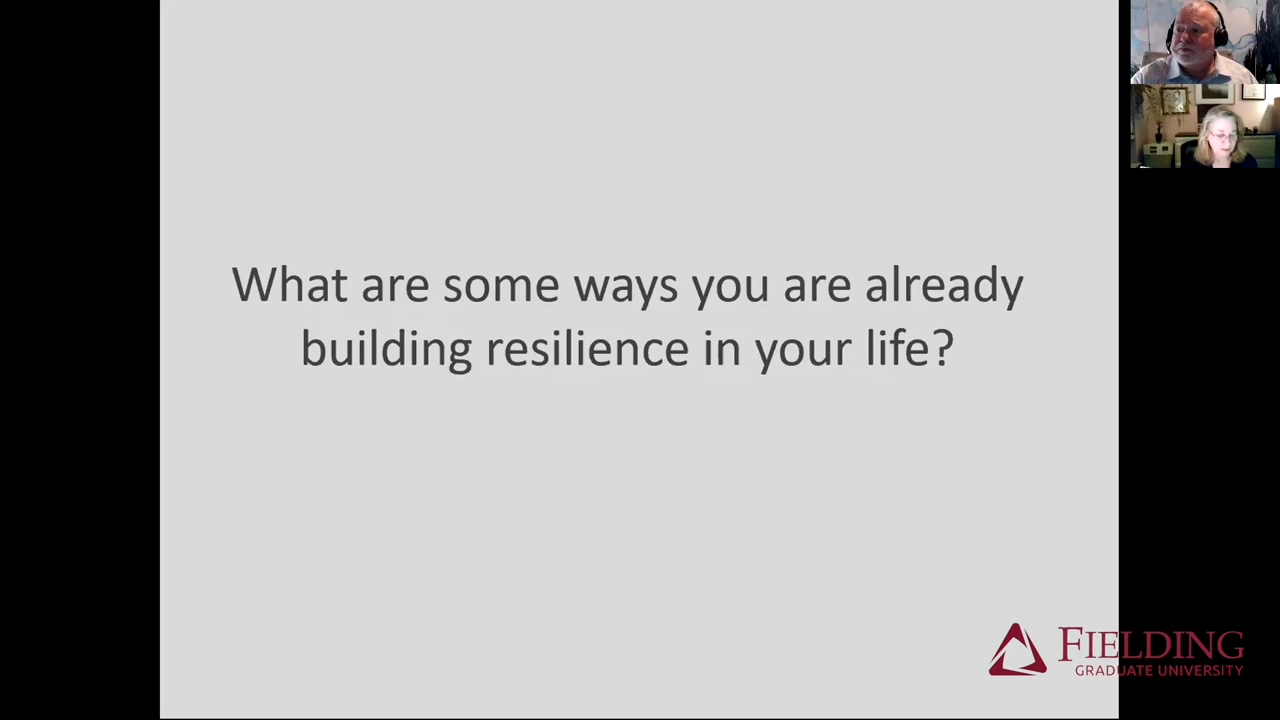 What are some ways you are already
building resilience in your life?
FIELDING
GRADUATE UNIVERSITY